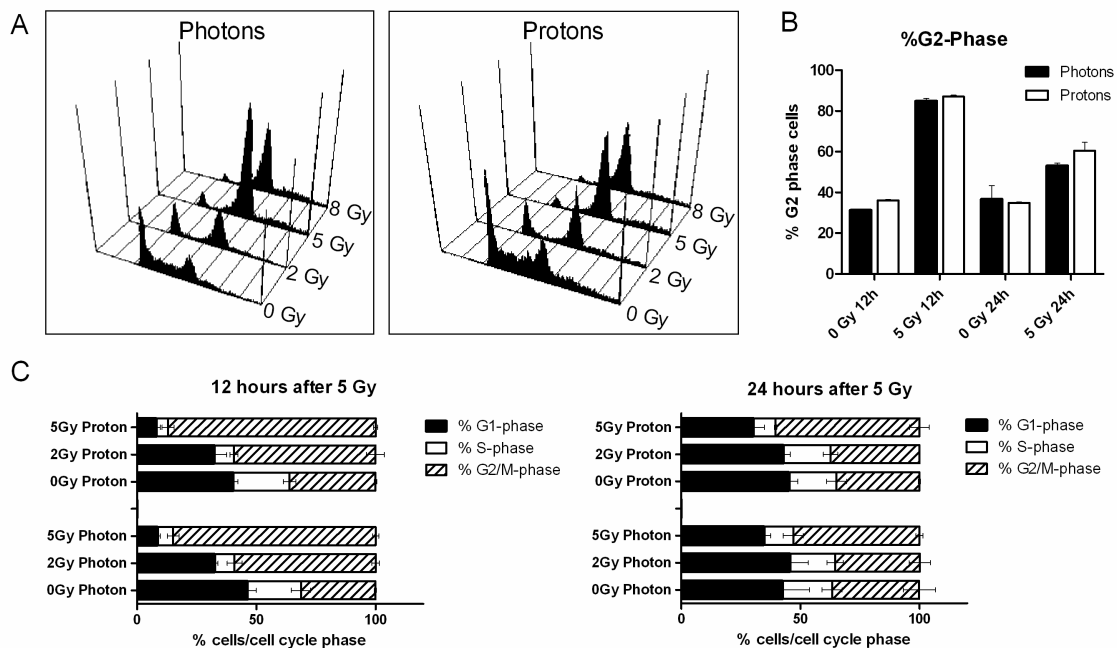 A
Photons
8 Gy
5 Gy
2 Gy
0 Gy
Protons
8 Gy
5 Gy
2 Gy
0 Gy
B
%G2-Phase
% G2 phase cells
100
80
60
40
20
0
Photons
Protons
0 Gy 12h
5 Gy 12h
0 Gy 24h
5 Gy 24h
C
12 hours after 5 Gy
5Gy Proton
2Gy Proton
0Gy Proton
5Gy Photon
2Gy Photon
0Gy Photon
0
50
100
% cells/cell cycle phase
% G1-phase
% S-phase
% G2/M-phase
24 hours after 5 Gy
5Gy Proton
2Gy Proton
0Gy Proton
5Gy Photon
2Gy Photon
0Gy Photon
0
50
100
% cells/cell cycle phase
% G1-phase
% S-phase
% G2/M-phase